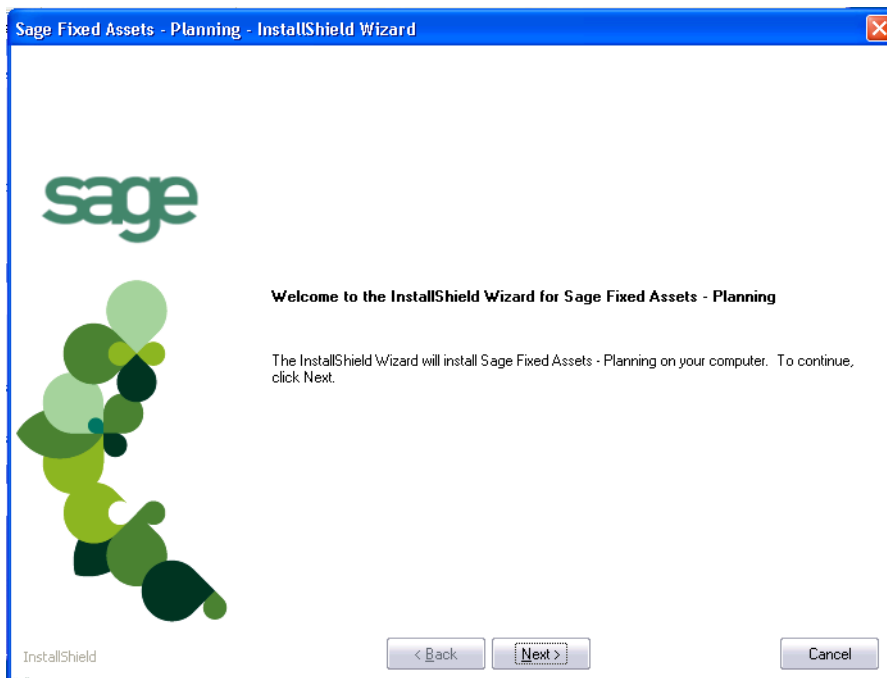 Sage Fixed Assets - Planning - InstallShield Wizard
sage
Welcome to the InstallShield Wizard for Sage Fixed Assets - Planning
The InstallShield Wizard will install Sage Fixed Assets - Planning on your computer.  To continue,
click Next.
InstallShield
< Back
Next >
Cancel